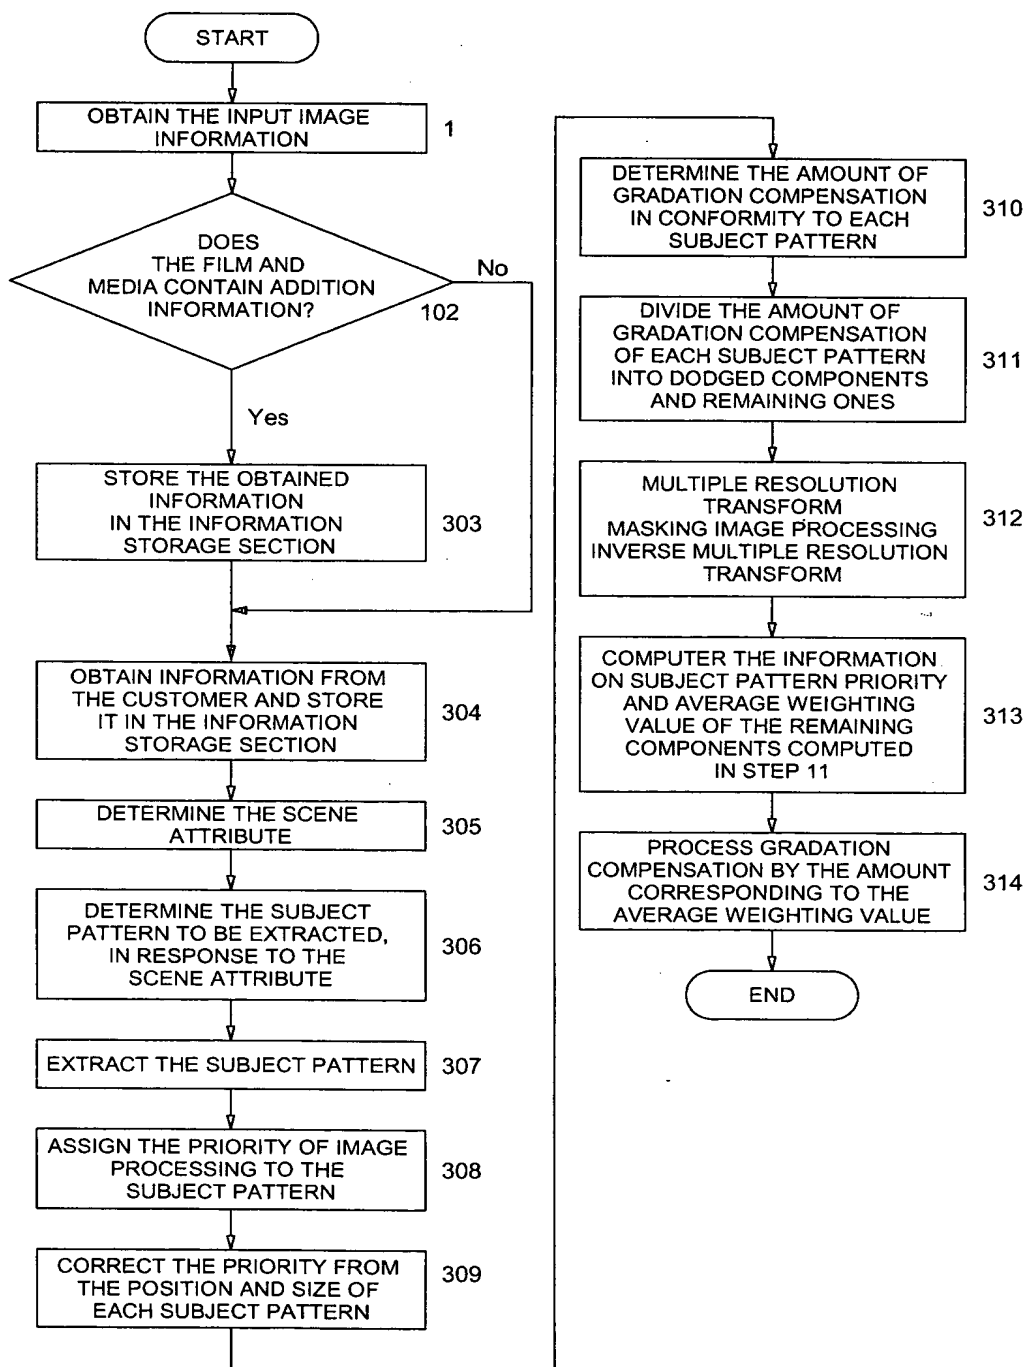 START
OBTAIN THE INPUT IMAGE
INFORMATION
1
DOES
THE FILM AND
MEDIA CONTAIN ADDITION
INFORMATION?
No
102
Yes
STORE THE OBTAINED
INFORMATION
IN THE INFORMATION
STORAGE SECTION
303
OBTAIN INFORMATION FROM
THE CUSTOMER AND STORE
IT IN THE INFORMATION
STORAGE SECTION
304
DETERMINE THE SCENE
ATTRIBUTE
305
DETERMINE THE SUBJECT
PATTERN TO BE EXTRACTED,
IN RESPONSE TO THE
SCENE ATTRIBUTE
306
EXTRACT THE SUBJECT PATTERN
307
ASSIGN THE PRIORITY OF IMAGE
PROCESSING TO THE
SUBJECT PATTERN
308
CORRECT THE PRIORITY FROM
THE POSITION AND SIZE OF
EACH SUBJECT PATTERN
309
DETERMINE THE AMOUNT OF
GRADATION COMPENSATION
IN CONFORMITY TO EACH
SUBJECT PATTERN
310
DIVIDE THE AMOUNT OF
GRADATION COMPENSATION
OF EACH SUBJECT PATTERN
INTO DODGED COMPONENTS
AND REMAINING ONES
311
MULTIPLE RESOLUTION
TRANSFORM
MASKING IMAGE PROCESSING
INVERSE MULTIPLE RESOLUTION
TRANSFORM
312
COMPUTER THE INFORMATION
ON SUBJECT PATTERN PRIORITY
AND AVERAGE WEIGHTING
VALUE OF THE REMAINING
COMPONENTS COMPUTED
IN STEP 11
313
PROCESS GRADATION
COMPENSATION BY THE AMOUNT
CORRESPONDING TO THE
AVERAGE WEIGHTING VALUE
314
END